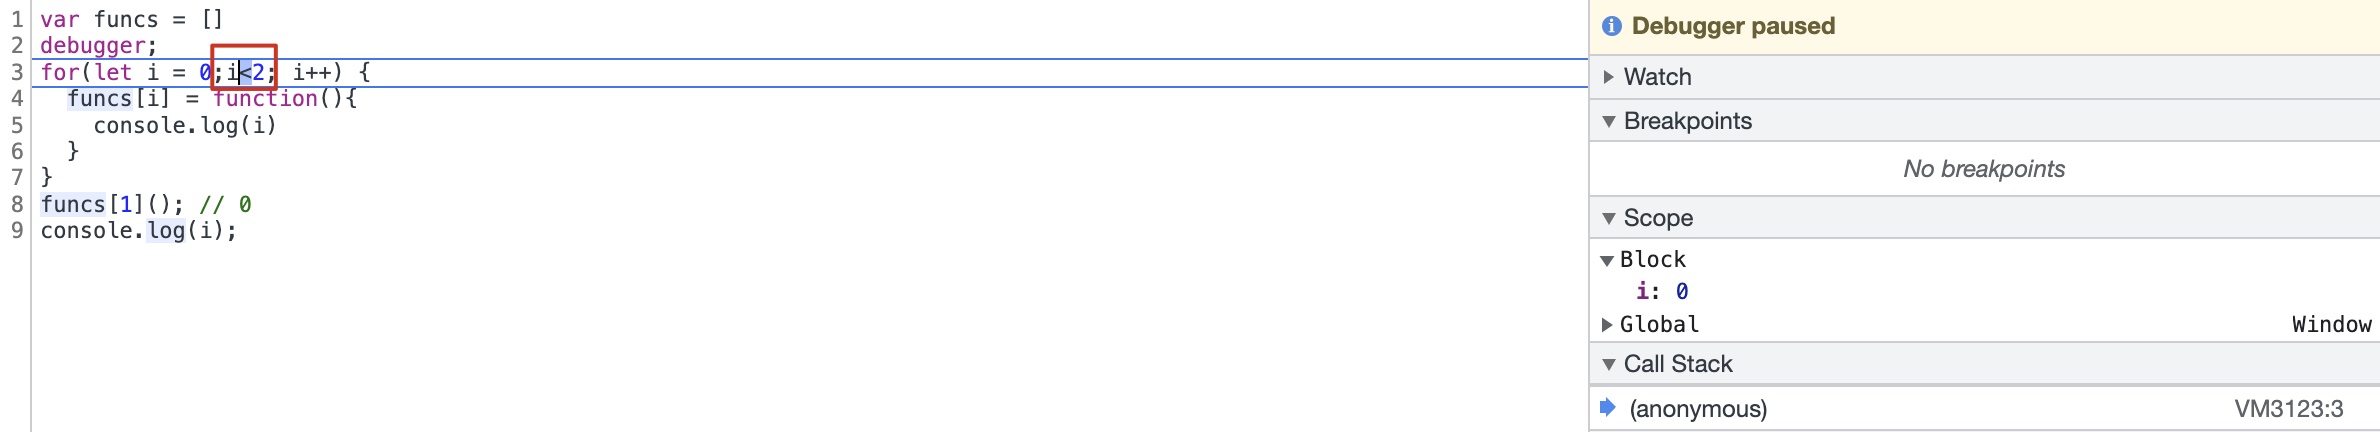 1 var funcs = []
2 debugger;
3 for(let i = 0;i<2; i++) {
4   funcs[i] = function(){
5     console.log(i)
6   }
7 }
8 funcs[1](); // 0
9 console.log(i);
Debugger paused
Watch
Breakpoints
No breakpoints
Scope
Block
i: 0
Global Window
Call Stack
(anonymous) VM3123:3